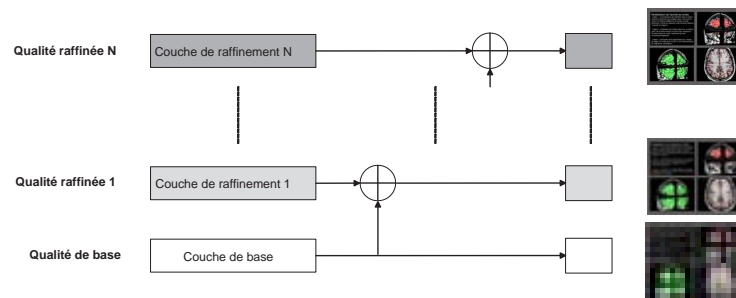 Qualité raffinée N
Couche de raffinement N
Qualité raffinée 1
Couche de raffinement 1
Qualité de base
Couche de base